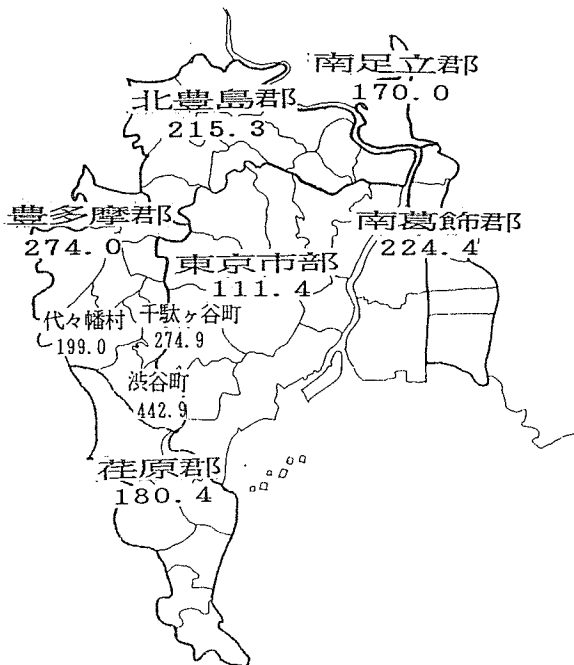 南足立郡
170.0
北豊島郡
215.3
豊多摩郡
274.0
南葛飾郡
224.4
東京市部
111.4
代々幡村
199.0
千駄ヶ谷町
274.9
渋谷町
442.9
荏原郡
180.4